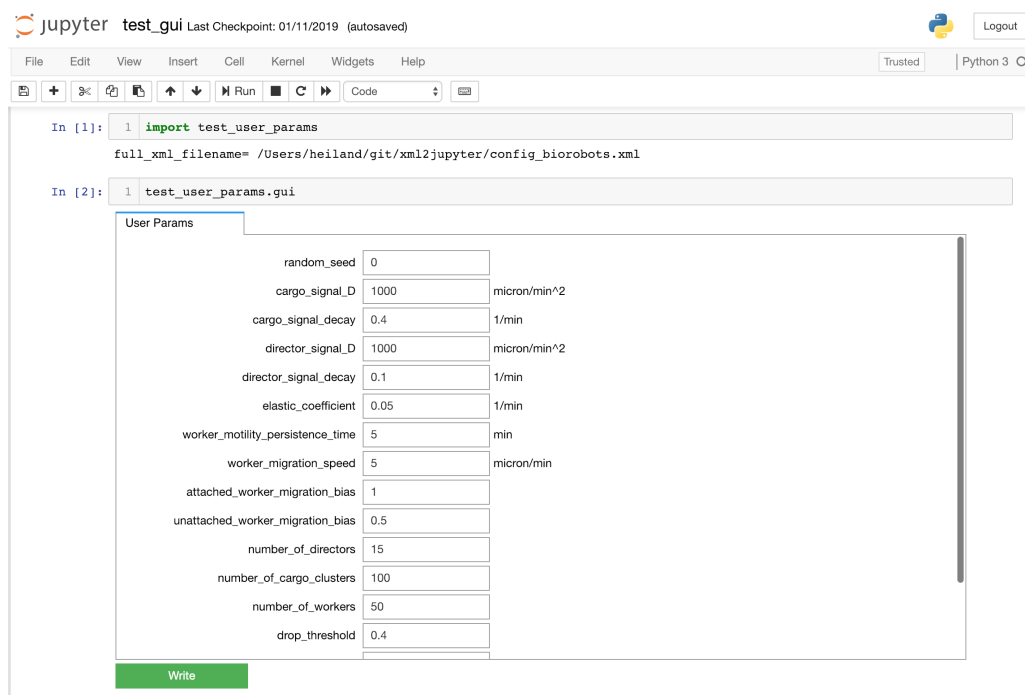 jupyter test_gui Last Checkpoint: 01/11/2019 (autosaved) Logout
File Edit View Insert Cell Kernel Widgets Help Trusted Python 3
Run Code
In [1]: 1 import test_user_params
full_xml_filename= /Users/heiland/git/xml2jupyter/config_biorobots.xml
In [2]: 1 test_user_params.gui
User Params
random_seed 0
cargo_signal_D 1000 micron/min^2
cargo_signal_decay 0.4 1/min
director_signal_D 1000 micron/min^2
director_signal_decay 0.1 1/min
elastic_coefficient 0.05 1/min
worker_motility_persistence_time 5 min
worker_migration_speed 5 micron/min
attached_worker_migration_bias 1
unattached_worker_migration_bias 0.5
number_of_directors 15
number_of_cargo_clusters 100
number_of_workers 50
drop_threshold 0.4
Write